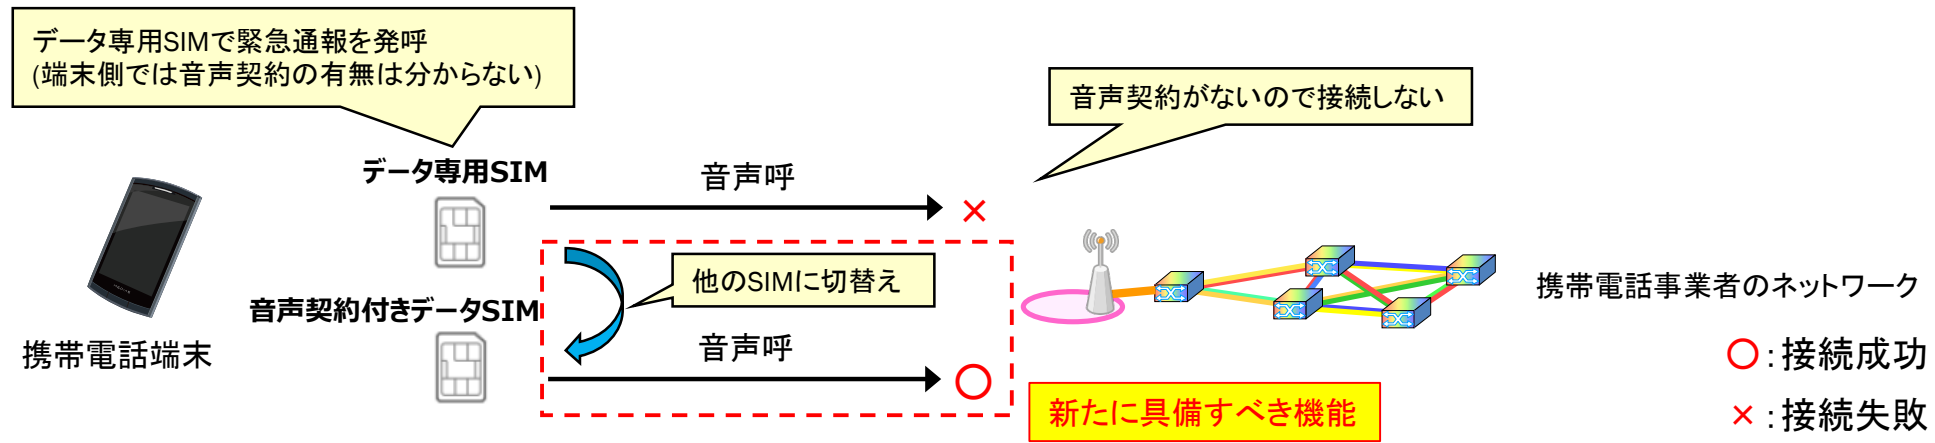 データ専用SIMで緊急通報を発呼
(端末側では音声契約の有無は分からない)
音声契約がないので接続しない
データ専用SIM
音声呼
×
他のSIMに切替え
音声契約付きデータSIM
音声呼
○
携帯電話端末
携帯電話事業者のネットワーク
新たに具備すべき機能
○:接続成功
×:接続失敗